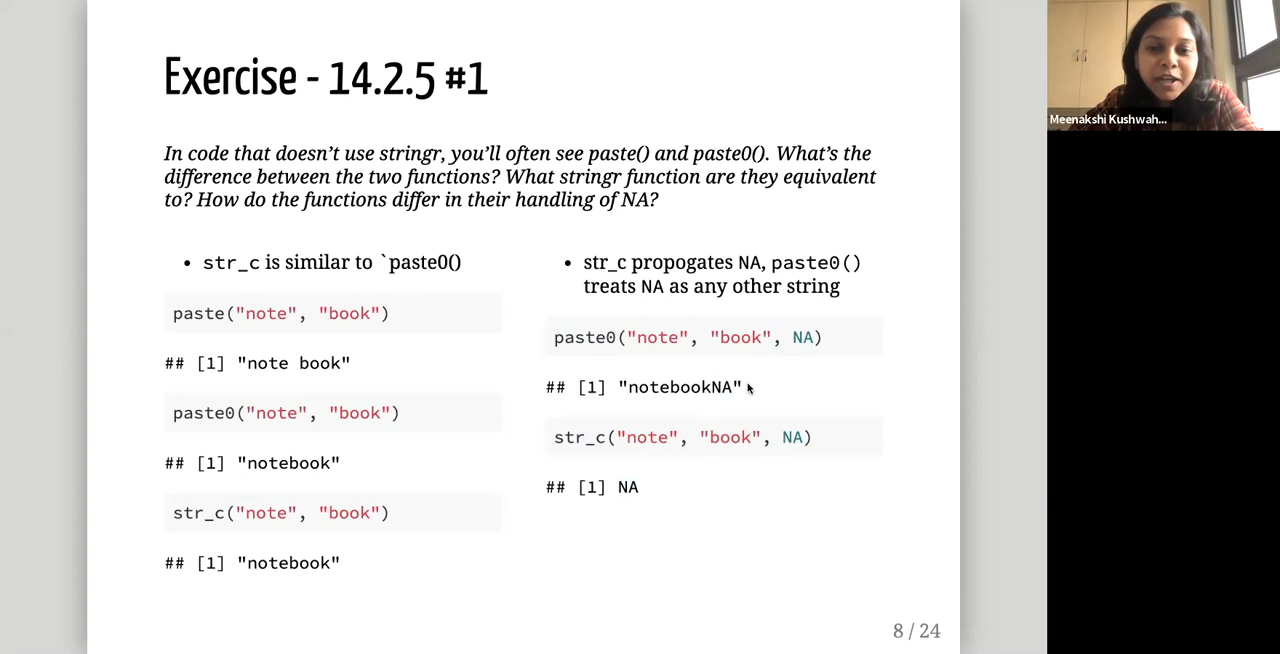 Exercise - 14.2.5 #1
In code that doesn't use stringr, you'll often see paste() and paste0(). What's the
difference between the two functions? What stringr function are they equivalent
to? How do the functions differ in their handling of NA?
• str_c is similar to `paste0()
paste("note", "book")
## [1] "note book"
paste0("note", "book")
## [1] "notebook"
str_c("note", "book")
## [1] "notebook"
• str_c propogates NA, paste0()
treats NA as any other string
paste0("note", "book", NA)
## [1] "notebookNA"
str_c("note", "book", NA)
## [1] NA
8 / 24
Meenakshi Kushwah...